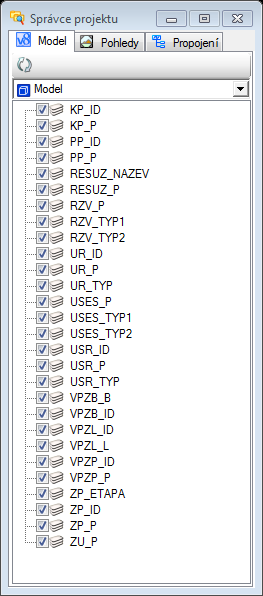 Správce projektu
Model Pohledy Propojení
Model
KP_ID
KP_P
PP_ID
PP_P
RESUZ_NAZEV
RESUZ_P
RZV_P
RZV_TYP1
RZV_TYP2
UR_ID
UR_P
UR_TYP
USES_P
USES_TYP1
USES_TYP2
USR_ID
USR_P
USR_TYP
VPZB_B
VPZB_ID
VPZL_ID
VPZL_L
VPZP_ID
VPZP_P
ZP_ETAPA
ZP_ID
ZP_P
ZU_P